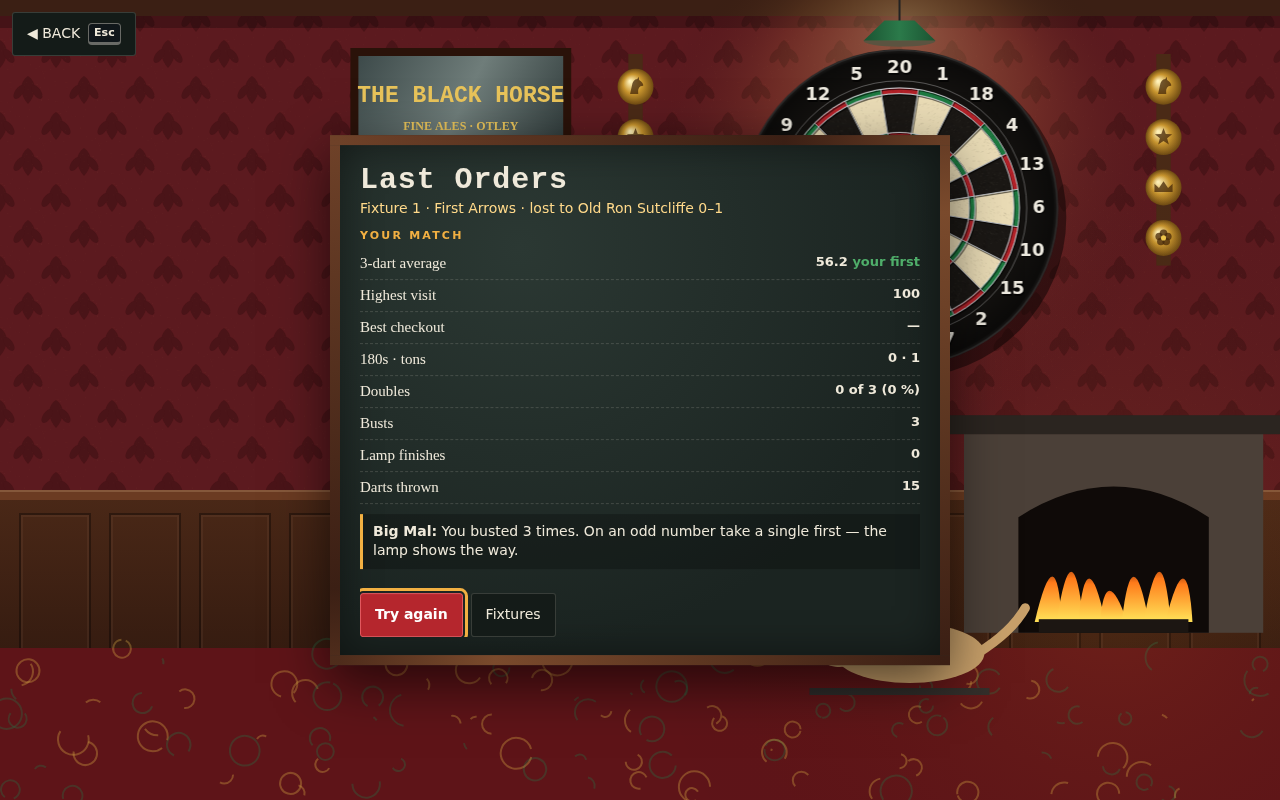 ◀ BACK Esc
THE BLACK HORSE
FINE ALES · OTLEY
5 20 1
12 18
9 4
13
6
10
15
2
Last Orders
Fixture 1 · First Arrows · lost to Old Ron Sutcliffe 0–1
YOUR MATCH
3-dart average 56.2 your first
Highest visit 100
Best checkout —
180s · tons 0 · 1
Doubles 0 of 3 (0 %)
Busts 3
Lamp finishes 0
Darts thrown 15
Big Mal: You busted 3 times. On an odd number take a single first — the
lamp shows the way.
Try again Fixtures